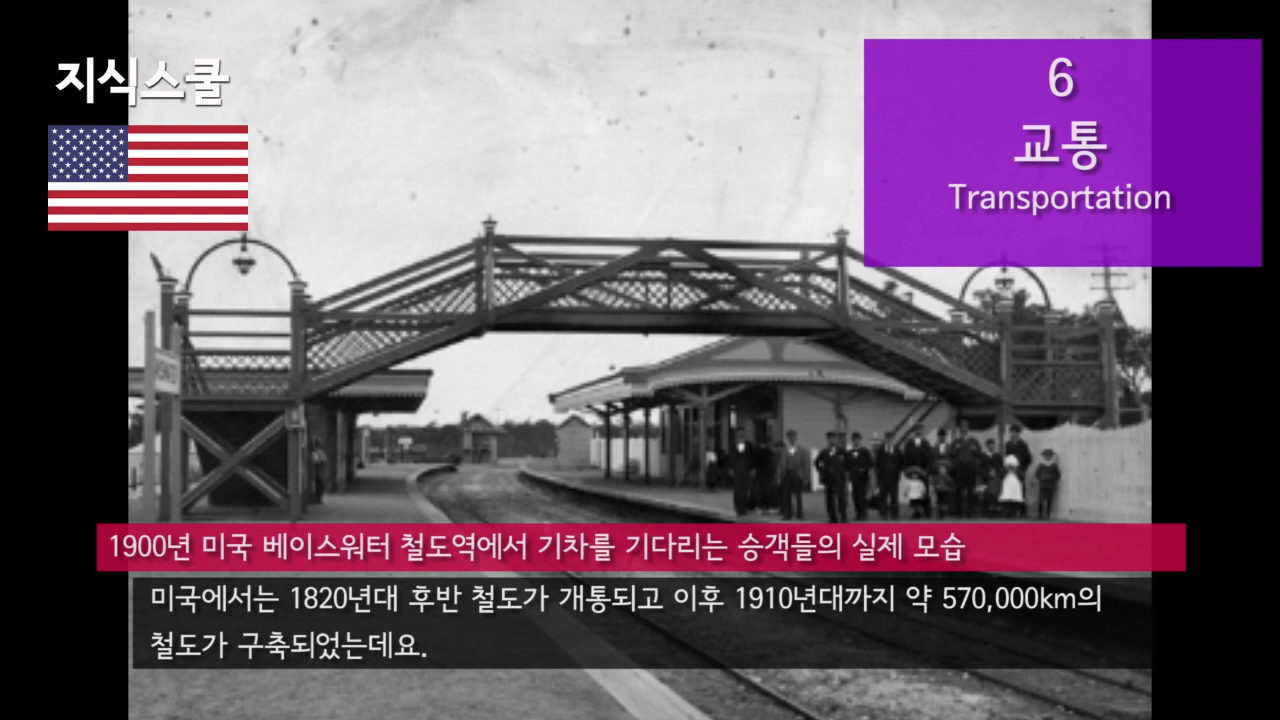 지식스쿨
6
교통
Transportation
1900년 미국 베이스워터 철도역에서 기차를 기다리는 승객들의 실제 모습
미국에서는 1820년대 후반 철도가 개통되고 이후 1910년대까지 약 570,000km의
철도가 구축되었는데요.